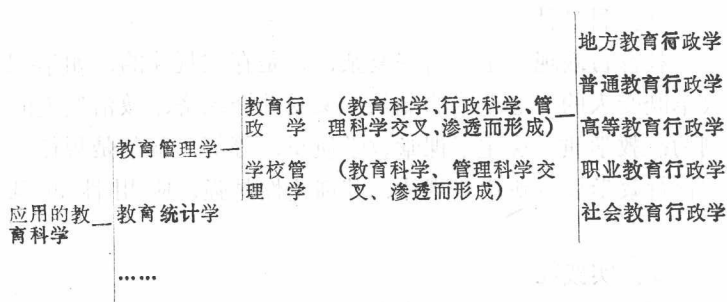 地方教育行政学
普通教育行政学
教育行 (教育科学、行政科学、管
政 学 理科学交叉、渗透而形成)
高等教育行政学
教育管理学
学校管 (教育科学、管理科学交
理 学 叉、渗透而形成)
职业教育行政学
应用的教
育科学
教育统计学
社会教育行政学
……